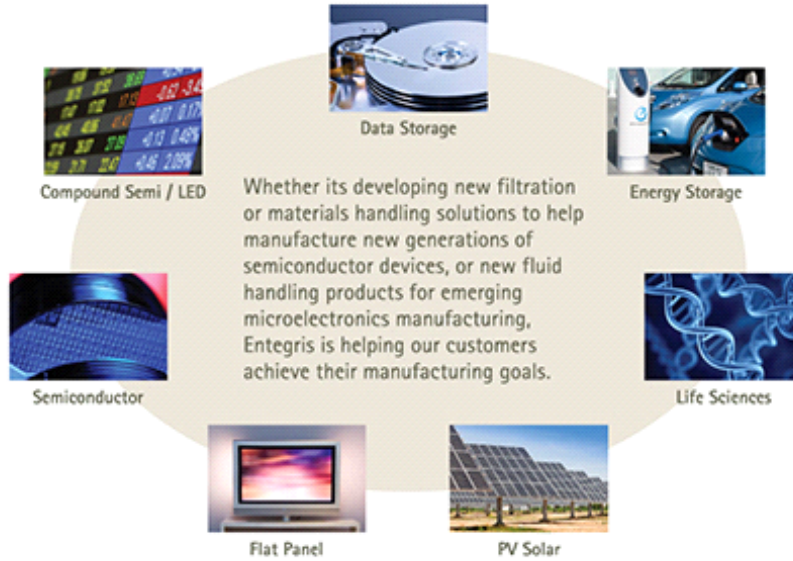 Data Storage
Compound Semi / LED
Energy Storage
Whether its developing new filtration
or materials handling solutions to help
manufacture new generations of
semiconductor devices, or new fluid
handling products for emerging
microelectronics manufacturing,
Entegris is helping our customers
achieve their manufacturing goals.
Semiconductor
Life Sciences
Flat Panel
PV Solar